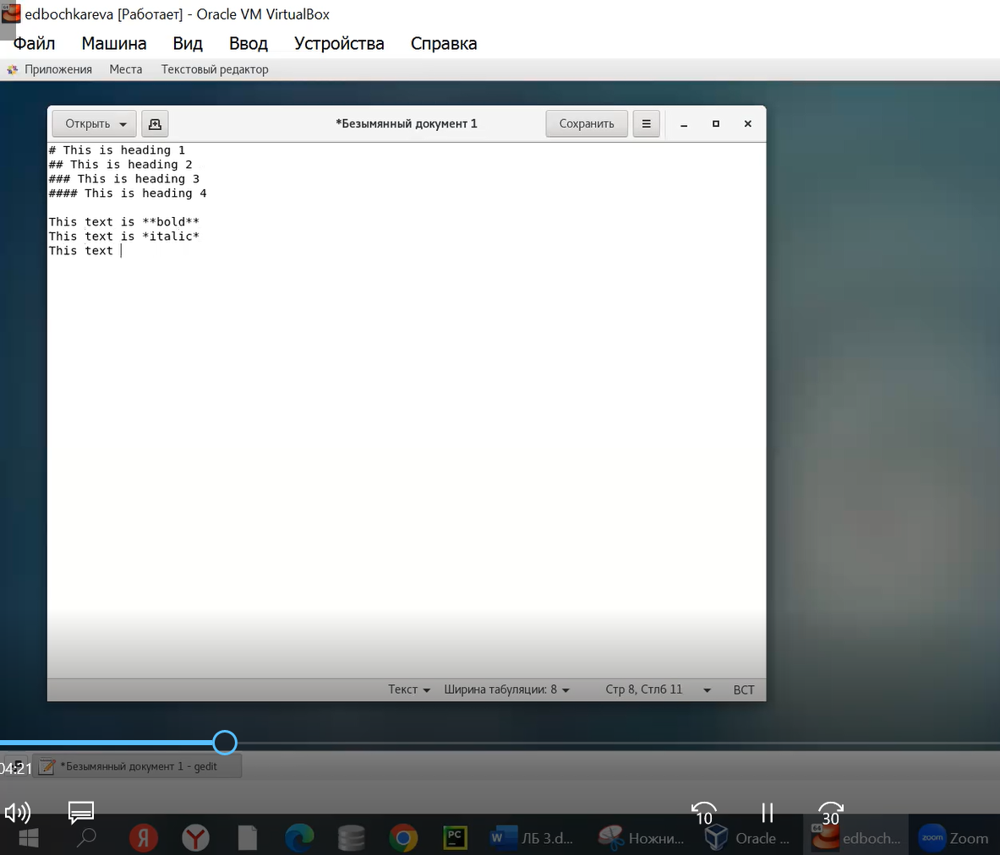 edbochkareva [Работает] - Oracle VM VirtualBox
Файл Машина Вид Ввод Устройства Справка
Приложения Места Текстовый редактор
Открыть *Безымянный документ 1 Сохранить
# This is heading 1
## This is heading 2
### This is heading 3
#### This is heading 4
This text is **bold**
This text is *italic*
This text
Текст Ширина табуляции: 8 Стр 8, Стлб 11 ВСТ
04:21 *Безымянный документ 1 - gedit
10 30
Я Y PC W ЛБ 3.d... Ножни... Oracle ... 64 edboch... zoom Zoom